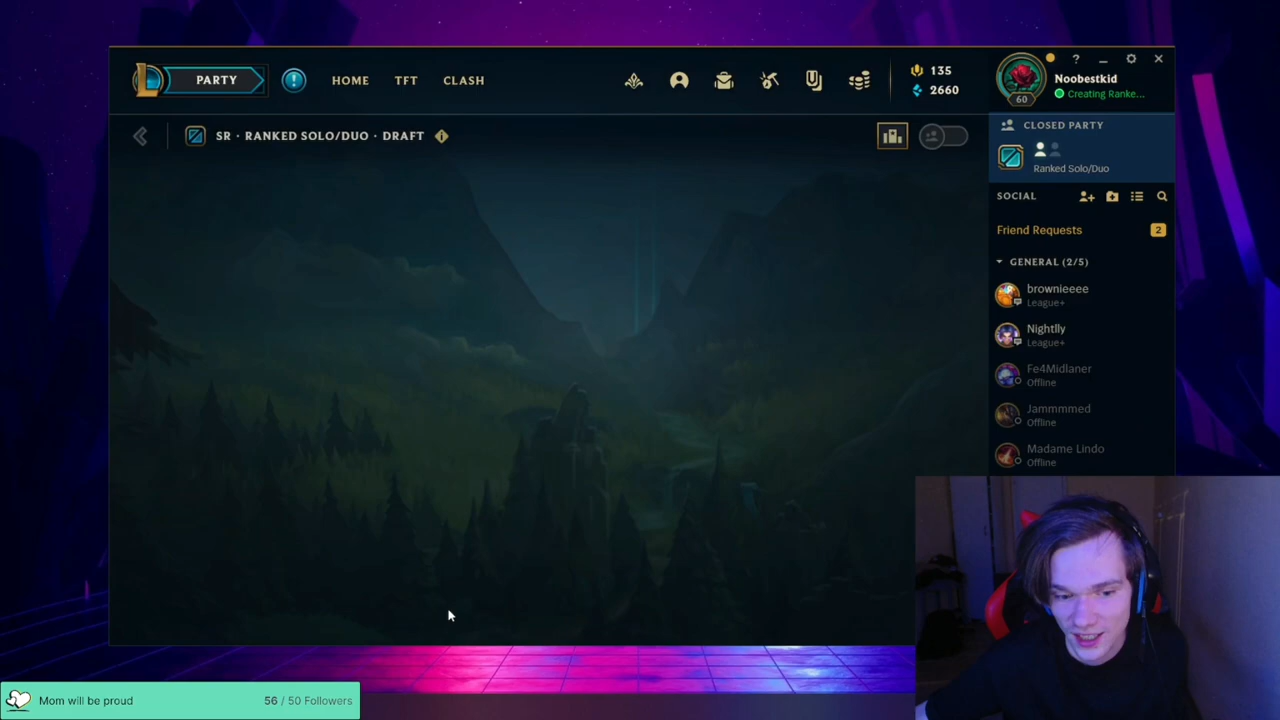 PARTY
HOME
TFT
CLASH
135
2660
60
Noobestkid
Creating Ranke...
SR · RANKED SOLO/DUO · DRAFT
CLOSED PARTY
Ranked Solo/Duo
SOCIAL
Friend Requests 2
GENERAL (2/5)
brownieeee
League+
Nightlly
League+
Fe4Midlaner
Offline
Jammmmed
Offline
Madame Lindo
Offline
Mom will be proud 56 / 50 Followers